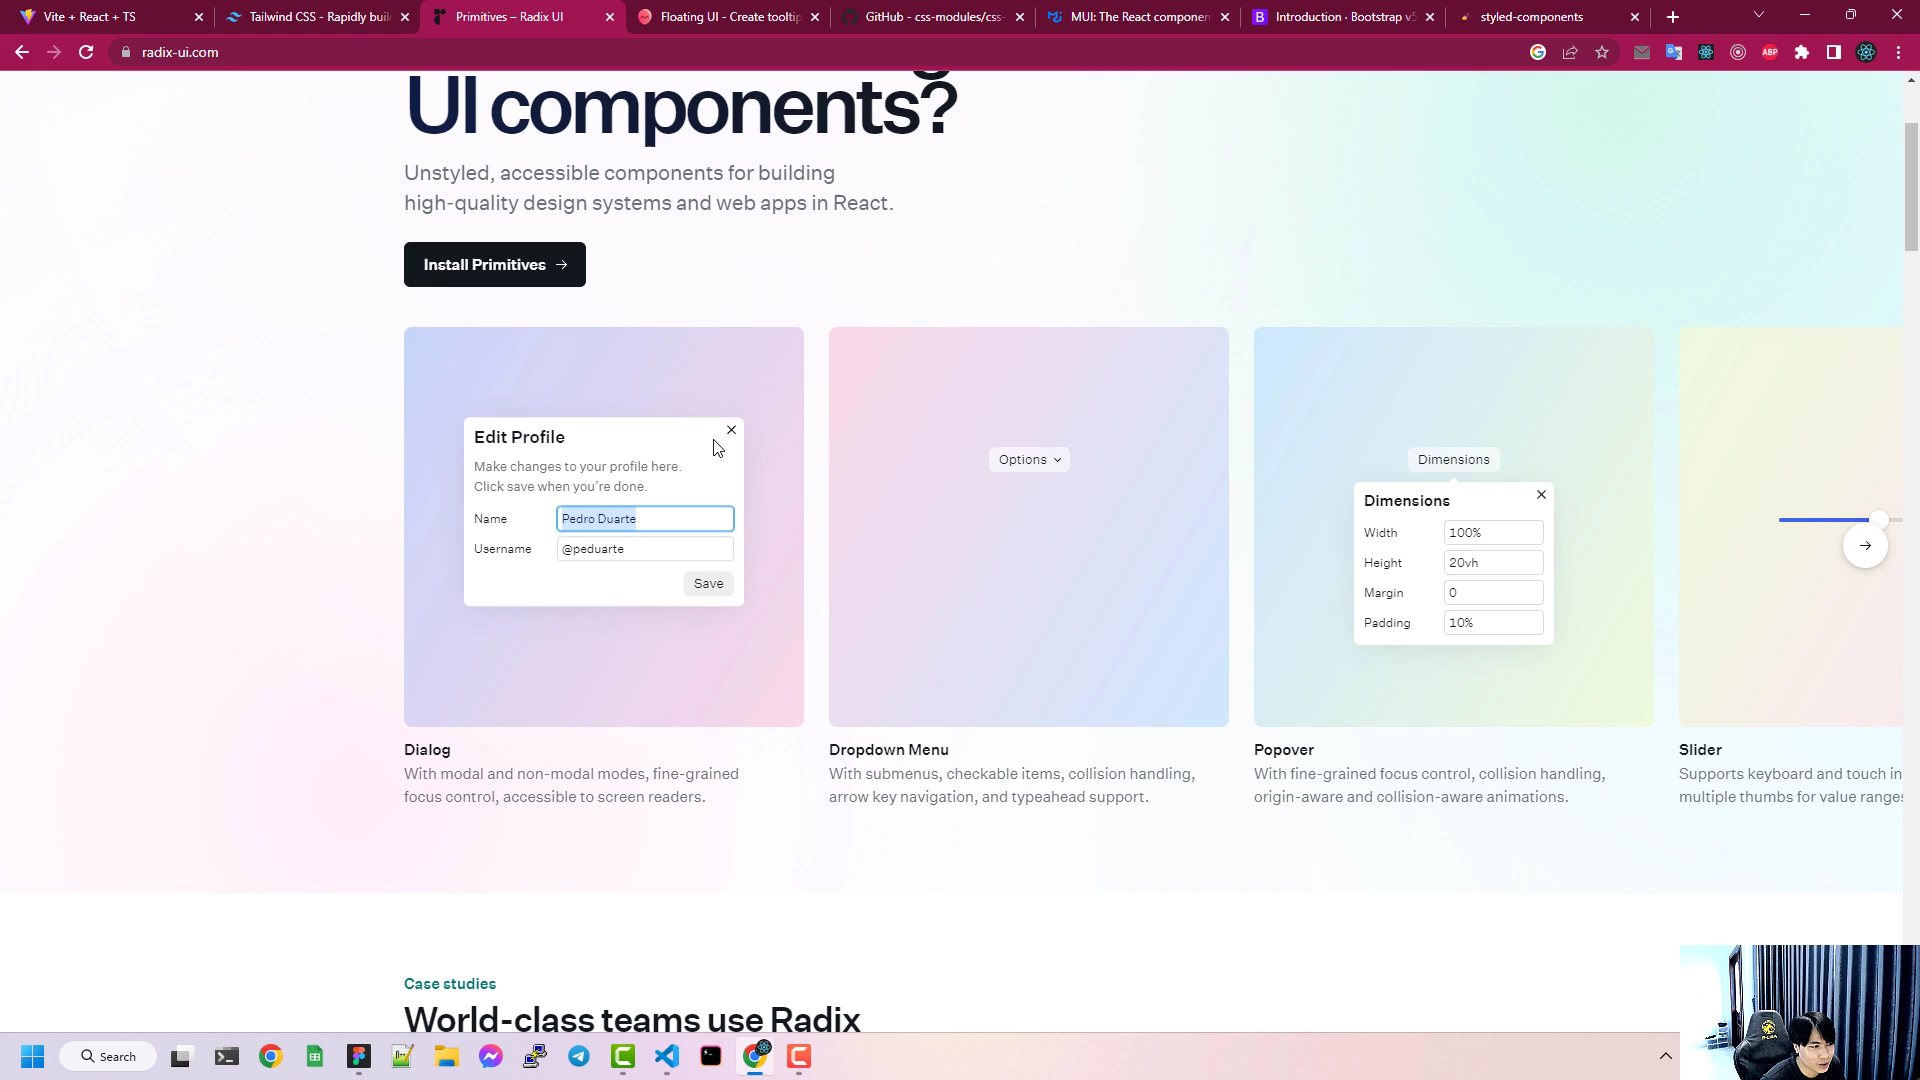 Vite + React + TS
Tailwind CSS - Rapidly buil
Primitives – Radix UI
Floating UI - Create tooltip
GitHub - css-modules/css-
MUI: The React componen
Introduction · Bootstrap v5
styled-components
radix-ui.com
ABP
UI components?
Unstyled, accessible components for building
high-quality design systems and web apps in React.
Install Primitives →
Edit Profile
Make changes to your profile here.
Click save when you’re done.
Name
Pedro Duarte
Username
@peduarte
Save
Options
Dimensions
Dimensions
Width
100%
Height
20vh
Margin
0
Padding
10%
Dialog
With modal and non-modal modes, fine-grained
focus control, accessible to screen readers.
Dropdown Menu
With submenus, checkable items, collision handling,
arrow key navigation, and typeahead support.
Popover
With fine-grained focus control, collision handling,
origin-aware and collision-aware animations.
Slider
Supports keyboard and touch in
multiple thumbs for value ranges
Case studies
World-class teams use Radix
Search